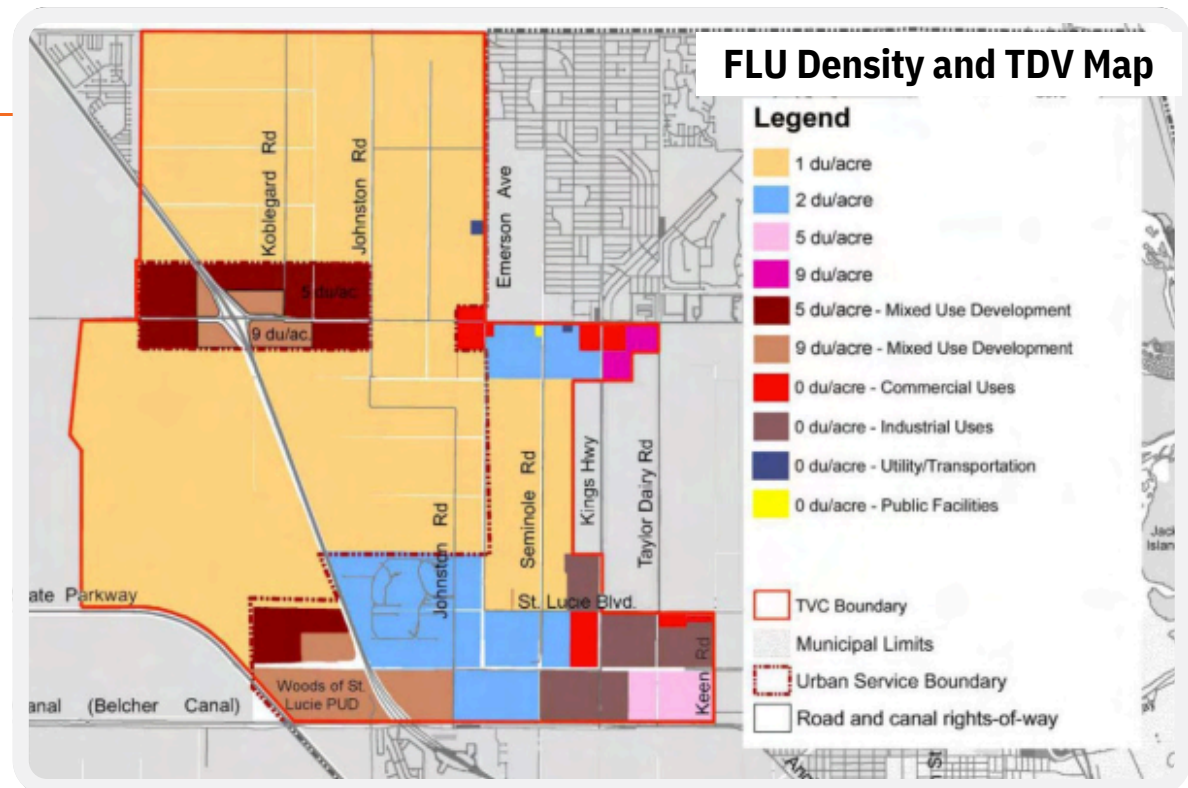 FLU Density and TDV Map
Legend
1 du/acre
2 du/acre
5 du/acre
9 du/acre
5 du/acre - Mixed Use Development
9 du/acre - Mixed Use Development
0 du/acre - Commercial Uses
0 du/acre - Industrial Uses
0 du/acre - Utility/Transportation
0 du/acre - Public Facilities
TVC Boundary
Municipal Limits
Urban Service Boundary
Road and canal rights-of-way
Koblegard Rd
Johnston Rd
Emerson Ave
5 du/ac.
9 du/ac.
Seminole Rd
Kings Hwy
Taylor Dairy Rd
Johnston Rd
ate Parkway
St. Lucie Blvd.
Keen Rd
Woods of St.
Lucie PUD
anal (Belcher Canal)
Jack
Islan
St